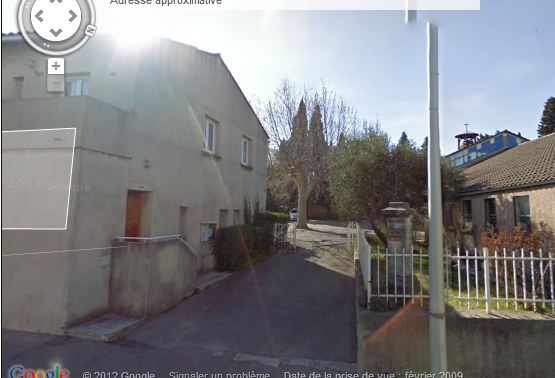 Adresse approximative
2011 Google
Google © 2012 Google Signaler un problème Date de la prise de vue : février 2009